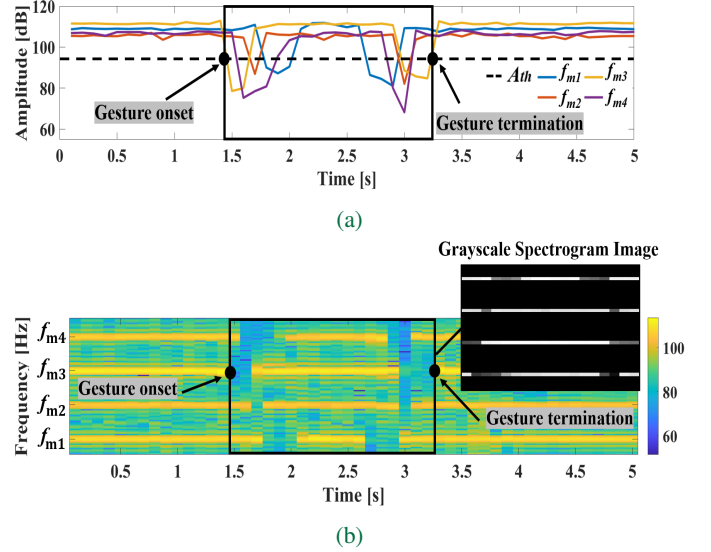 120
100
80
60
Amplitude [dB]
Gesture onset
Gesture termination
Ath
fm1
fm3
fm2
fm4
0 0.5 1 1.5 2 2.5 3 3.5 4 4.5 5
Time [s]
(a)
Grayscale Spectrogram Image
Frequency [Hz]
fm4
fm3
fm2
fm1
Gesture onset
Gesture termination
100
80
60
0.5 1 1.5 2 2.5 3 3.5 4 4.5 5
Time [s]
(b)